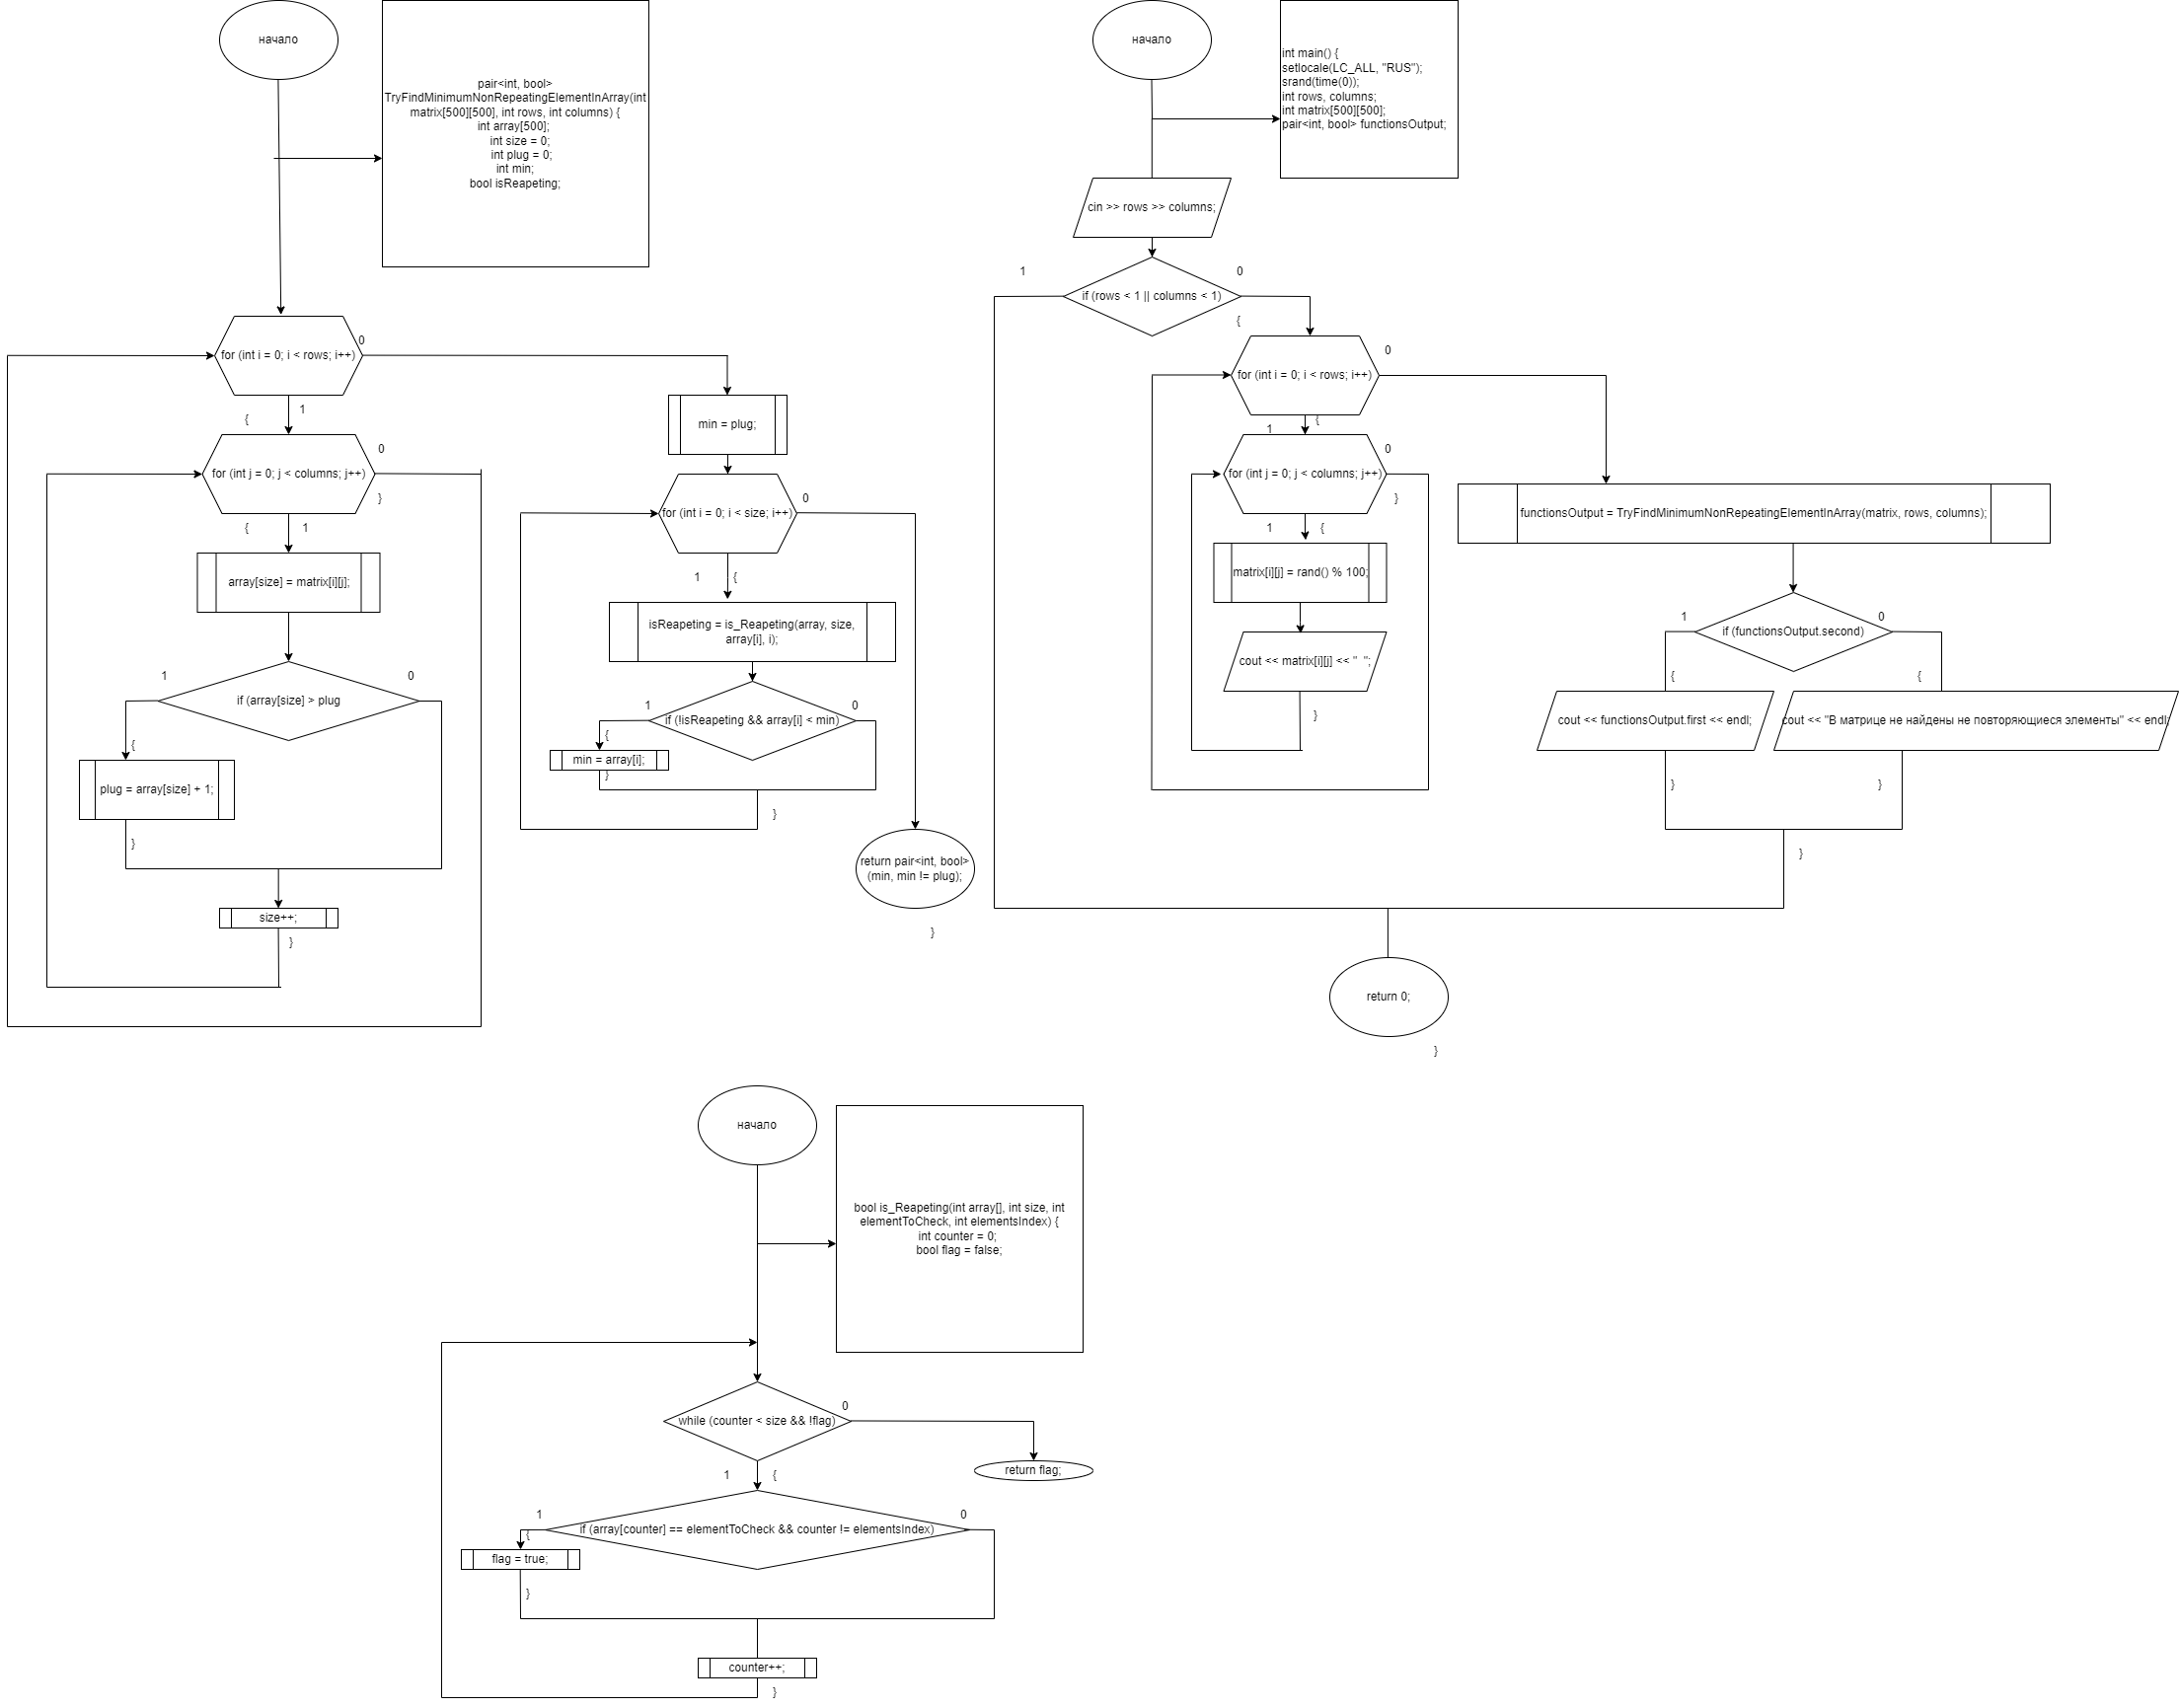 начало
pair<int, bool>
TryFindMinimumNonRepeatingElementInArray(int
matrix[500][500], int rows, int columns) {
int array[500];
int size = 0;
int plug = 0;
int min;
bool isReapeting;
for (int i = 0; i < rows; i++)
0
1
{
for (int j = 0; j < columns; j++)
0
}
{
1
array[size] = matrix[i][j];
if (array[size] > plug
1
0
{
plug = array[size] + 1;
}
size++;
}
min = plug;
for (int i = 0; i < size; i++)
0
1
{
isReapeting = is_Reapeting(array, size,
array[i], i);
if (!isReapeting && array[i] < min)
1
0
{
min = array[i];
}
}
return pair<int, bool>
(min, min != plug);
}
начало
int main() {
setlocale(LC_ALL, "RUS");
srand(time(0));
int rows, columns;
int matrix[500][500];
pair<int, bool> functionsOutput;
cin >> rows >> columns;
if (rows < 1 || columns < 1)
1
0
{
for (int i = 0; i < rows; i++)
0
1
{
for (int j = 0; j < columns; j++)
0
}
1
{
matrix[i][j] = rand() % 100;
cout << matrix[i][j] << "  ";
}
functionsOutput = TryFindMinimumNonRepeatingElementInArray(matrix, rows, columns);
if (functionsOutput.second)
1
0
{
{
cout << functionsOutput.first << endl;
cout << "В матрице не найдены не повторяющиеся элементы" << endl;
}
}
}
return 0;
}
начало
bool is_Reapeting(int array[], int size, int
elementToCheck, int elementsIndex) {
int counter = 0;
bool flag = false;
while (counter < size && !flag)
0
return flag;
1
{
if (array[counter] == elementToCheck && counter != elementsIndex)
1
0
{
flag = true;
}
counter++;
}